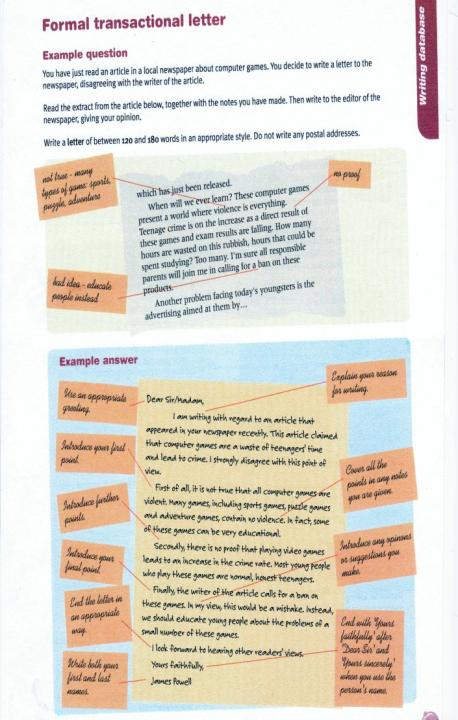 Formal transactional letter
Writing database
Example question
You have just read an article in a local newspaper about computer games. You decide to write a letter to the
newspaper, disagreeing with the writer of the article.
Read the extract from the article below, together with the notes you have made. Then write to the editor of the
newspaper, giving your opinion.
Write a letter of between 120 and 180 words in an appropriate style. Do not write any postal addresses.
not true - many
types of game: sports,
puzzle, adventure
no proof
bad idea - educate
people instead
which has just been released.
When will we ever learn? These computer games
present a world where violence is everything.
Teenage crime is on the increase as a direct result of
these games and exam results are falling. How many
hours are wasted on this rubbish, hours that could be
spent studying? Too many. I'm sure all responsible
parents will join me in calling for a ban on these
products.
Another problem facing today's youngsters is the
advertising aimed at them by...
Example answer
Use an appropriate
greeting.
Explain your reason
for writing.
Introduce your first
point.
Cover all the
points in any notes
you are given.
Introduce further
points.
Introduce any opinons
or suggestions you
make.
Introduce your
final point.
End the letter in
an appropriate
way.
End with 'Yours
faithfully' after
'Dear Sir' and
'Yours sincerely'
when you use the
person's name.
Write both your
first and last
names.
Dear Sir/Madam,
I am writing with regard to an article that
appeared in your newspaper recently. This article claimed
that computer games are a waste of teenagers' time
and lead to crime. I strongly disagree with this point of
view.
First of all, it is not true that all computer games are
violent. Many games, including sports games, puzzle games
and adventure games, contain no violence. In fact, some
of these games can be very educational.
Secondly, there is no proof that playing video games
leads to an increase in the crime rate. Most young people
who play these games are normal, honest teenagers.
Finally, the writer of the article calls for a ban on
these games. In my view, this would be a mistake. Instead,
we should educate young people about the problems of a
small number of these games.
I look forward to hearing other readers' views.
Yours faithfully,
James Powell